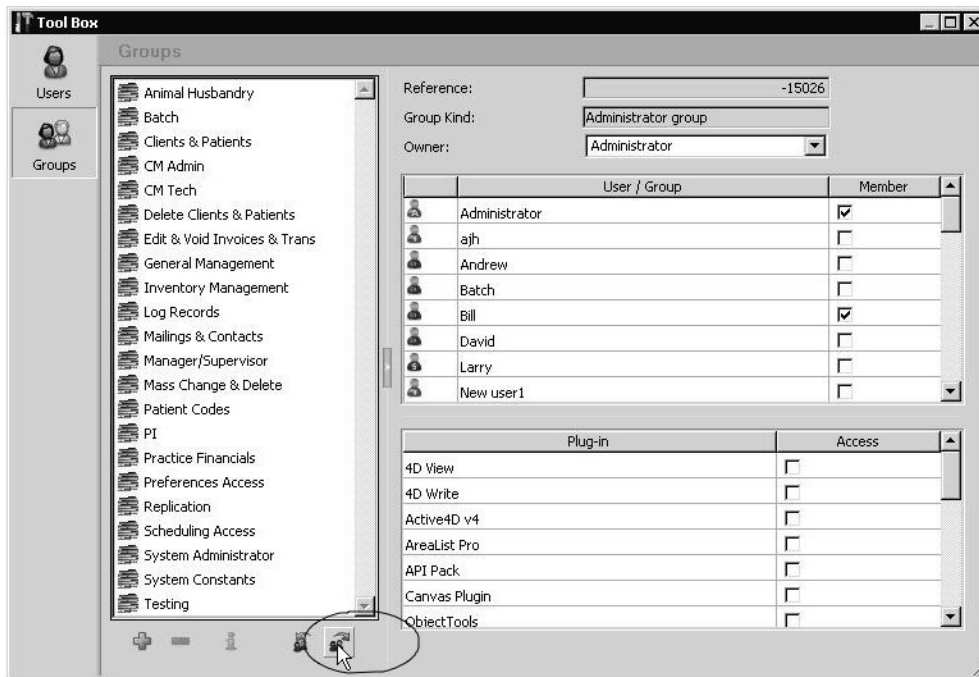 Tool Box
Groups
Users
Groups
Animal Husbandry
Batch
Clients & Patients
CM Admin
CM Tech
Delete Clients & Patients
Edit & Void Invoices & Trans
General Management
Inventory Management
Log Records
Mailings & Contacts
Manager/Supervisor
Mass Change & Delete
Patient Codes
PI
Practice Financials
Preferences Access
Replication
Scheduling Access
System Administrator
System Constants
Testing
Reference: -15026
Group Kind: Administrator group
Owner: Administrator
User / Group Member
Administrator
ajh
Andrew
Batch
Bill
David
Larry
New user1
Plug-in Access
4D View
4D Write
Active4D v4
AreaList Pro
API Pack
Canvas Plugin
ObjectTools